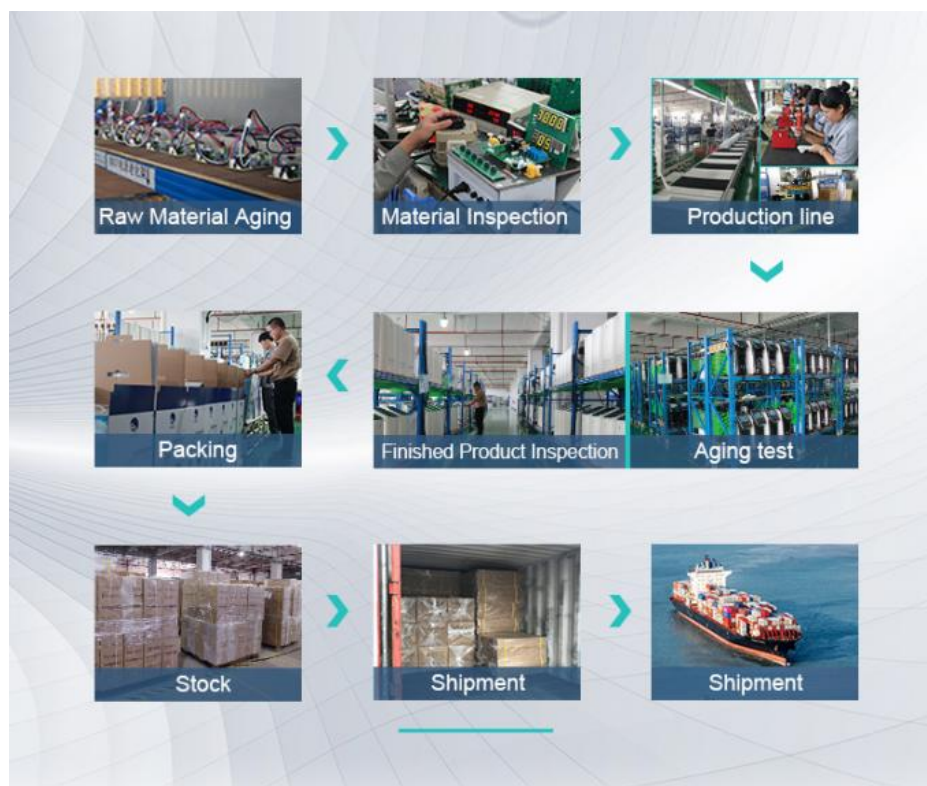 Raw Material Aging
Material Inspection
Production line
Packing
Finished Product Inspection
Aging test
Stock
Shipment
Shipment